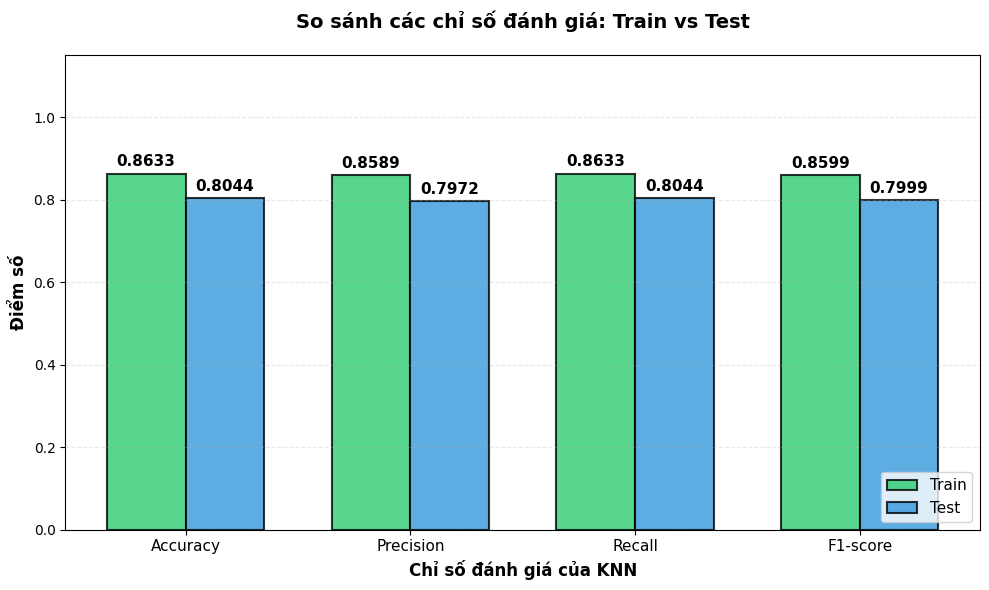 So sánh các chỉ số đánh giá: Train vs Test
Điểm số
1.0
0.8
0.6
0.4
0.2
0.0
0.8633
0.8044
0.8589
0.7972
0.8633
0.8044
0.8599
0.7999
Train
Test
Accuracy
Precision
Recall
F1-score
Chỉ số đánh giá của KNN